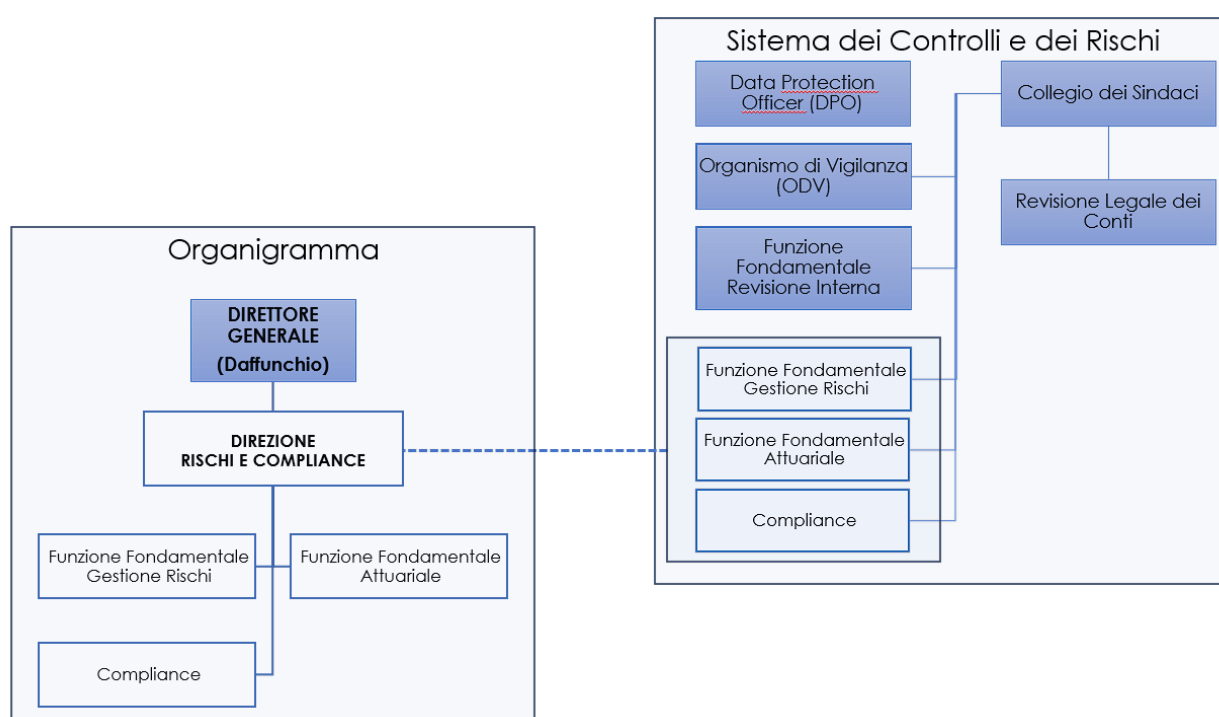 Sistema dei Controlli e dei Rischi
Data Protection
Officer (DPO)
Collegio dei Sindaci
Organismo di Vigilanza
(ODV)
Revisione Legale dei
Conti
Funzione
Fondamentale
Revisione Interna
Funzione Fondamentale
Gestione Rischi
Funzione Fondamentale
Attuariale
Compliance
Organigramma
DIRETTORE
GENERALE
(Daffunchio)
DIREZIONE
RISCHI E COMPLIANCE
Funzione Fondamentale
Gestione Rischi
Funzione Fondamentale
Attuariale
Compliance